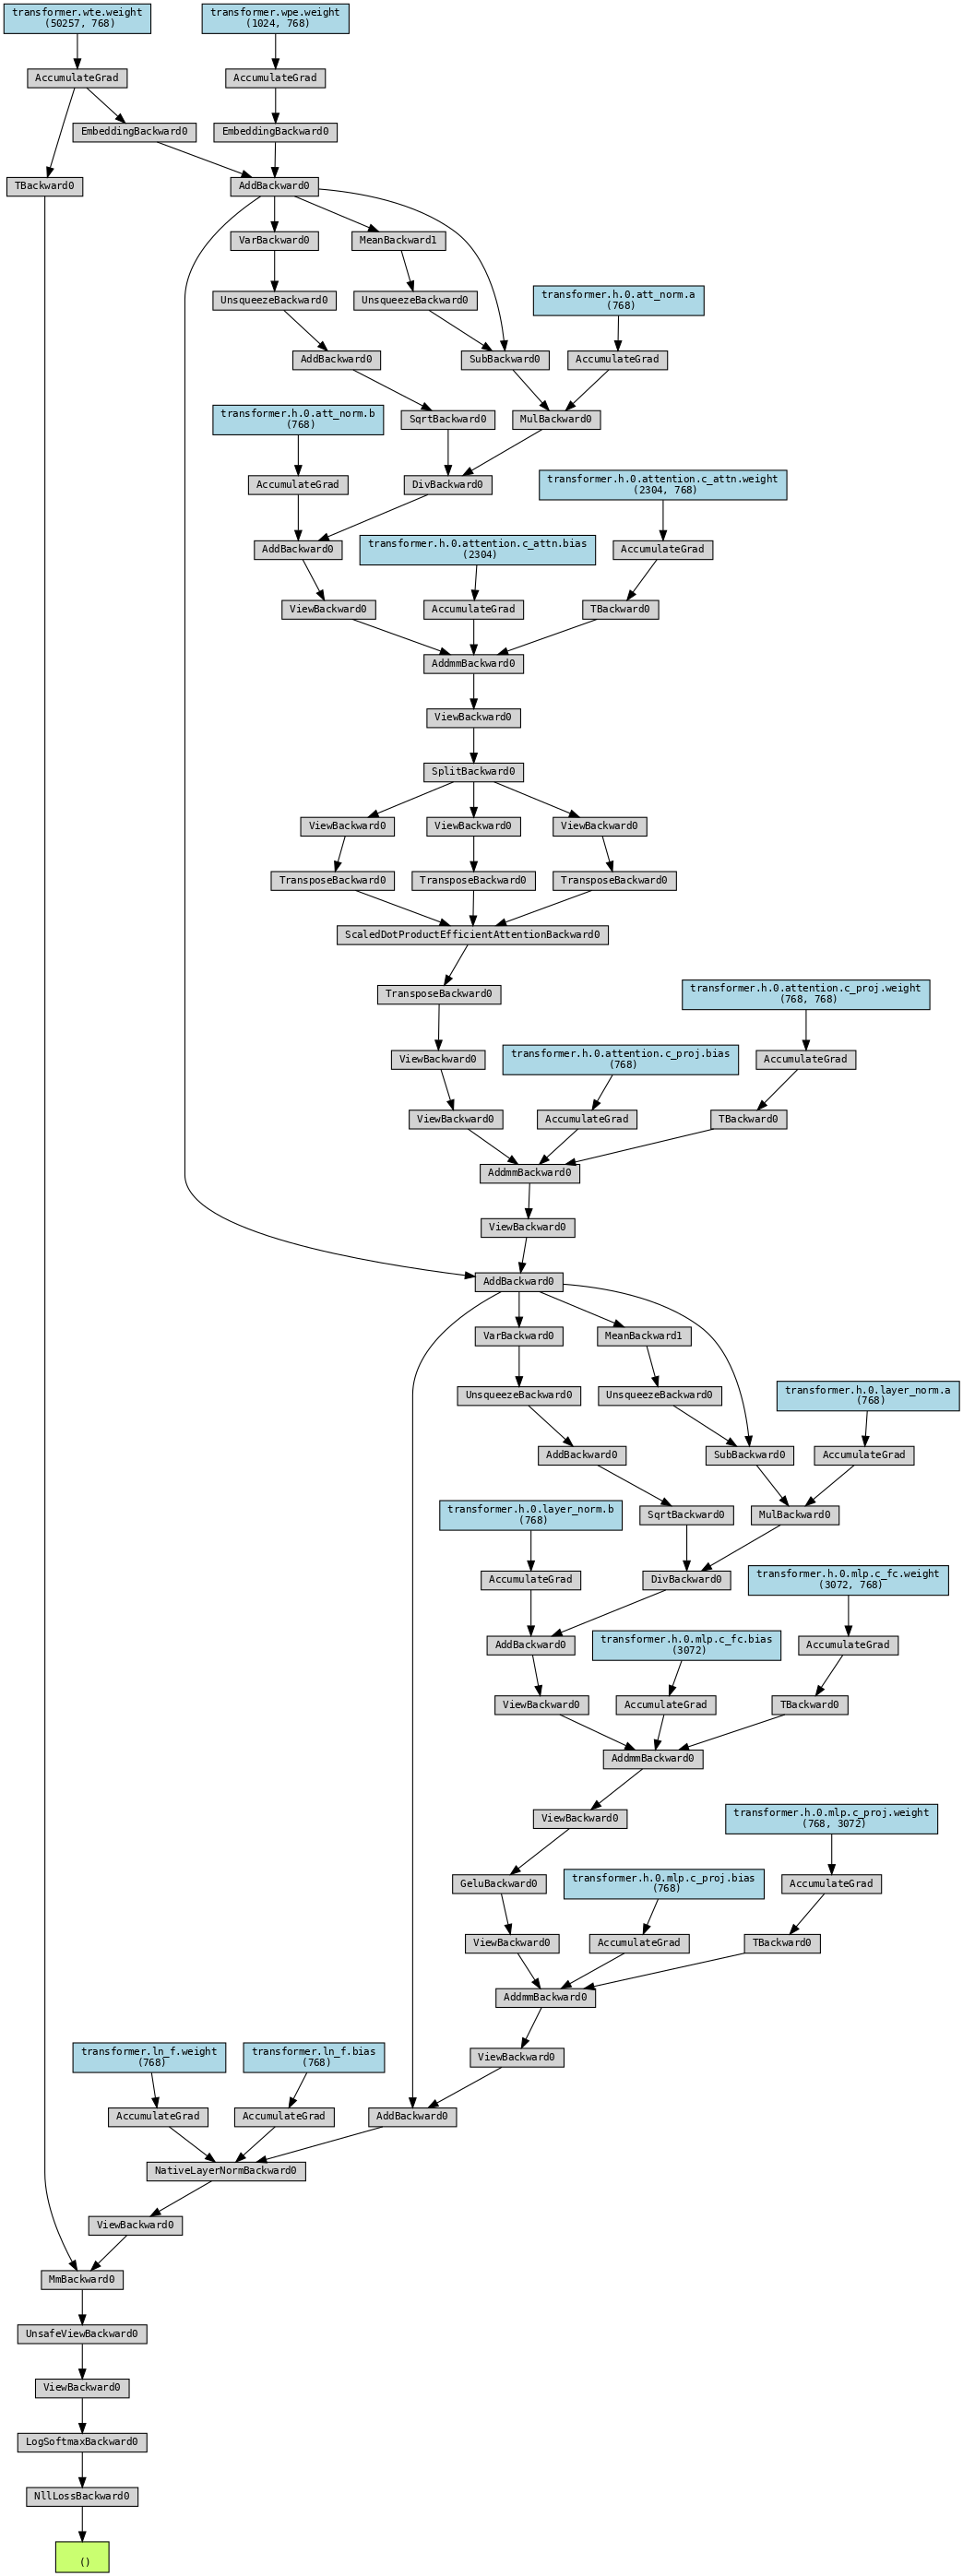 transformer.wte.weight
(50257, 768)
transformer.wpe.weight
(1024, 768)
AccumulateGrad
AccumulateGrad
EmbeddingBackward0
EmbeddingBackward0
TBackward0
AddBackward0
VarBackward0
MeanBackward1
UnsqueezeBackward0
UnsqueezeBackward0
transformer.h.0.att_norm.a
(768)
AddBackward0
SubBackward0
AccumulateGrad
transformer.h.0.att_norm.b
(768)
SqrtBackward0
MulBackward0
AccumulateGrad
DivBackward0
transformer.h.0.attention.c_attn.weight
(2304, 768)
AddBackward0
transformer.h.0.attention.c_attn.bias
(2304)
AccumulateGrad
ViewBackward0
AccumulateGrad
TBackward0
AddmmBackward0
ViewBackward0
SplitBackward0
ViewBackward0
ViewBackward0
ViewBackward0
TransposeBackward0
TransposeBackward0
TransposeBackward0
ScaledDotProductEfficientAttentionBackward0
TransposeBackward0
transformer.h.0.attention.c_proj.weight
(768, 768)
ViewBackward0
transformer.h.0.attention.c_proj.bias
(768)
AccumulateGrad
ViewBackward0
AccumulateGrad
TBackward0
AddmmBackward0
ViewBackward0
AddBackward0
VarBackward0
MeanBackward1
UnsqueezeBackward0
UnsqueezeBackward0
transformer.h.0.layer_norm.a
(768)
AddBackward0
SubBackward0
AccumulateGrad
transformer.h.0.layer_norm.b
(768)
SqrtBackward0
MulBackward0
AccumulateGrad
DivBackward0
transformer.h.0.mlp.c_fc.weight
(3072, 768)
AddBackward0
transformer.h.0.mlp.c_fc.bias
(3072)
AccumulateGrad
ViewBackward0
AccumulateGrad
TBackward0
AddmmBackward0
ViewBackward0
transformer.h.0.mlp.c_proj.weight
(768, 3072)
GeluBackward0
transformer.h.0.mlp.c_proj.bias
(768)
AccumulateGrad
ViewBackward0
AccumulateGrad
TBackward0
AddmmBackward0
transformer.ln_f.weight
(768)
transformer.ln_f.bias
(768)
ViewBackward0
AccumulateGrad
AccumulateGrad
AddBackward0
NativeLayerNormBackward0
ViewBackward0
MmBackward0
UnsafeViewBackward0
ViewBackward0
LogSoftmaxBackward0
NllLossBackward0
()